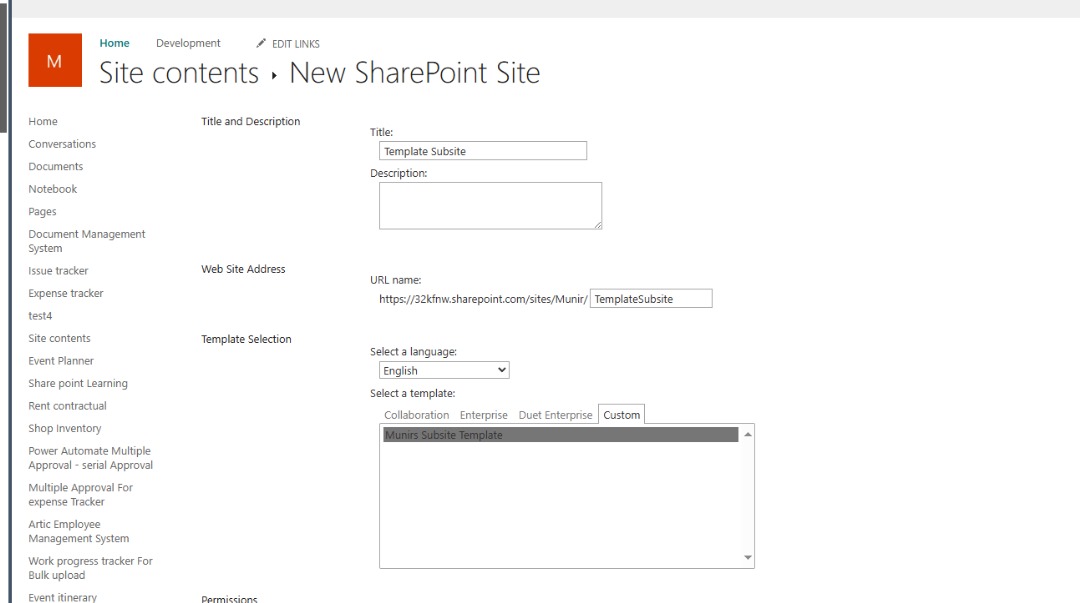 M
Home Development EDIT LINKS
Site contents ▸ New SharePoint Site
Home
Conversations
Documents
Notebook
Pages
Document Management
System
Issue tracker
Expense tracker
test4
Site contents
Event Planner
Share point Learning
Rent contractual
Shop Inventory
Power Automate Multiple
Approval - serial Approval
Multiple Approval For
expense Tracker
Artic Employee
Management System
Work progress tracker For
Bulk upload
Event itinerary
Title and Description
Title:
Template Subsite
Description:
Web Site Address
URL name:
https://32kfnw.sharepoint.com/sites/Munir/ TemplateSubsite
Template Selection
Select a language:
English
Select a template:
Collaboration Enterprise Duet Enterprise Custom
Munirs Subsite Template
Permissions